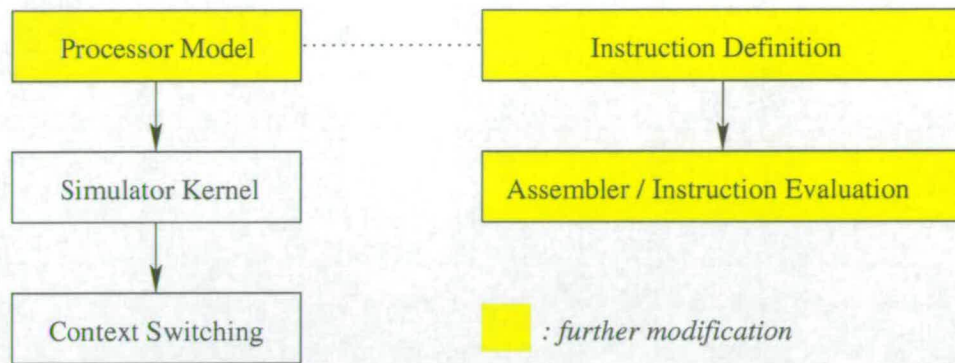 Processor Model
Instruction Definition
Simulator Kernel
Assembler / Instruction Evaluation
Context Switching
: further modification